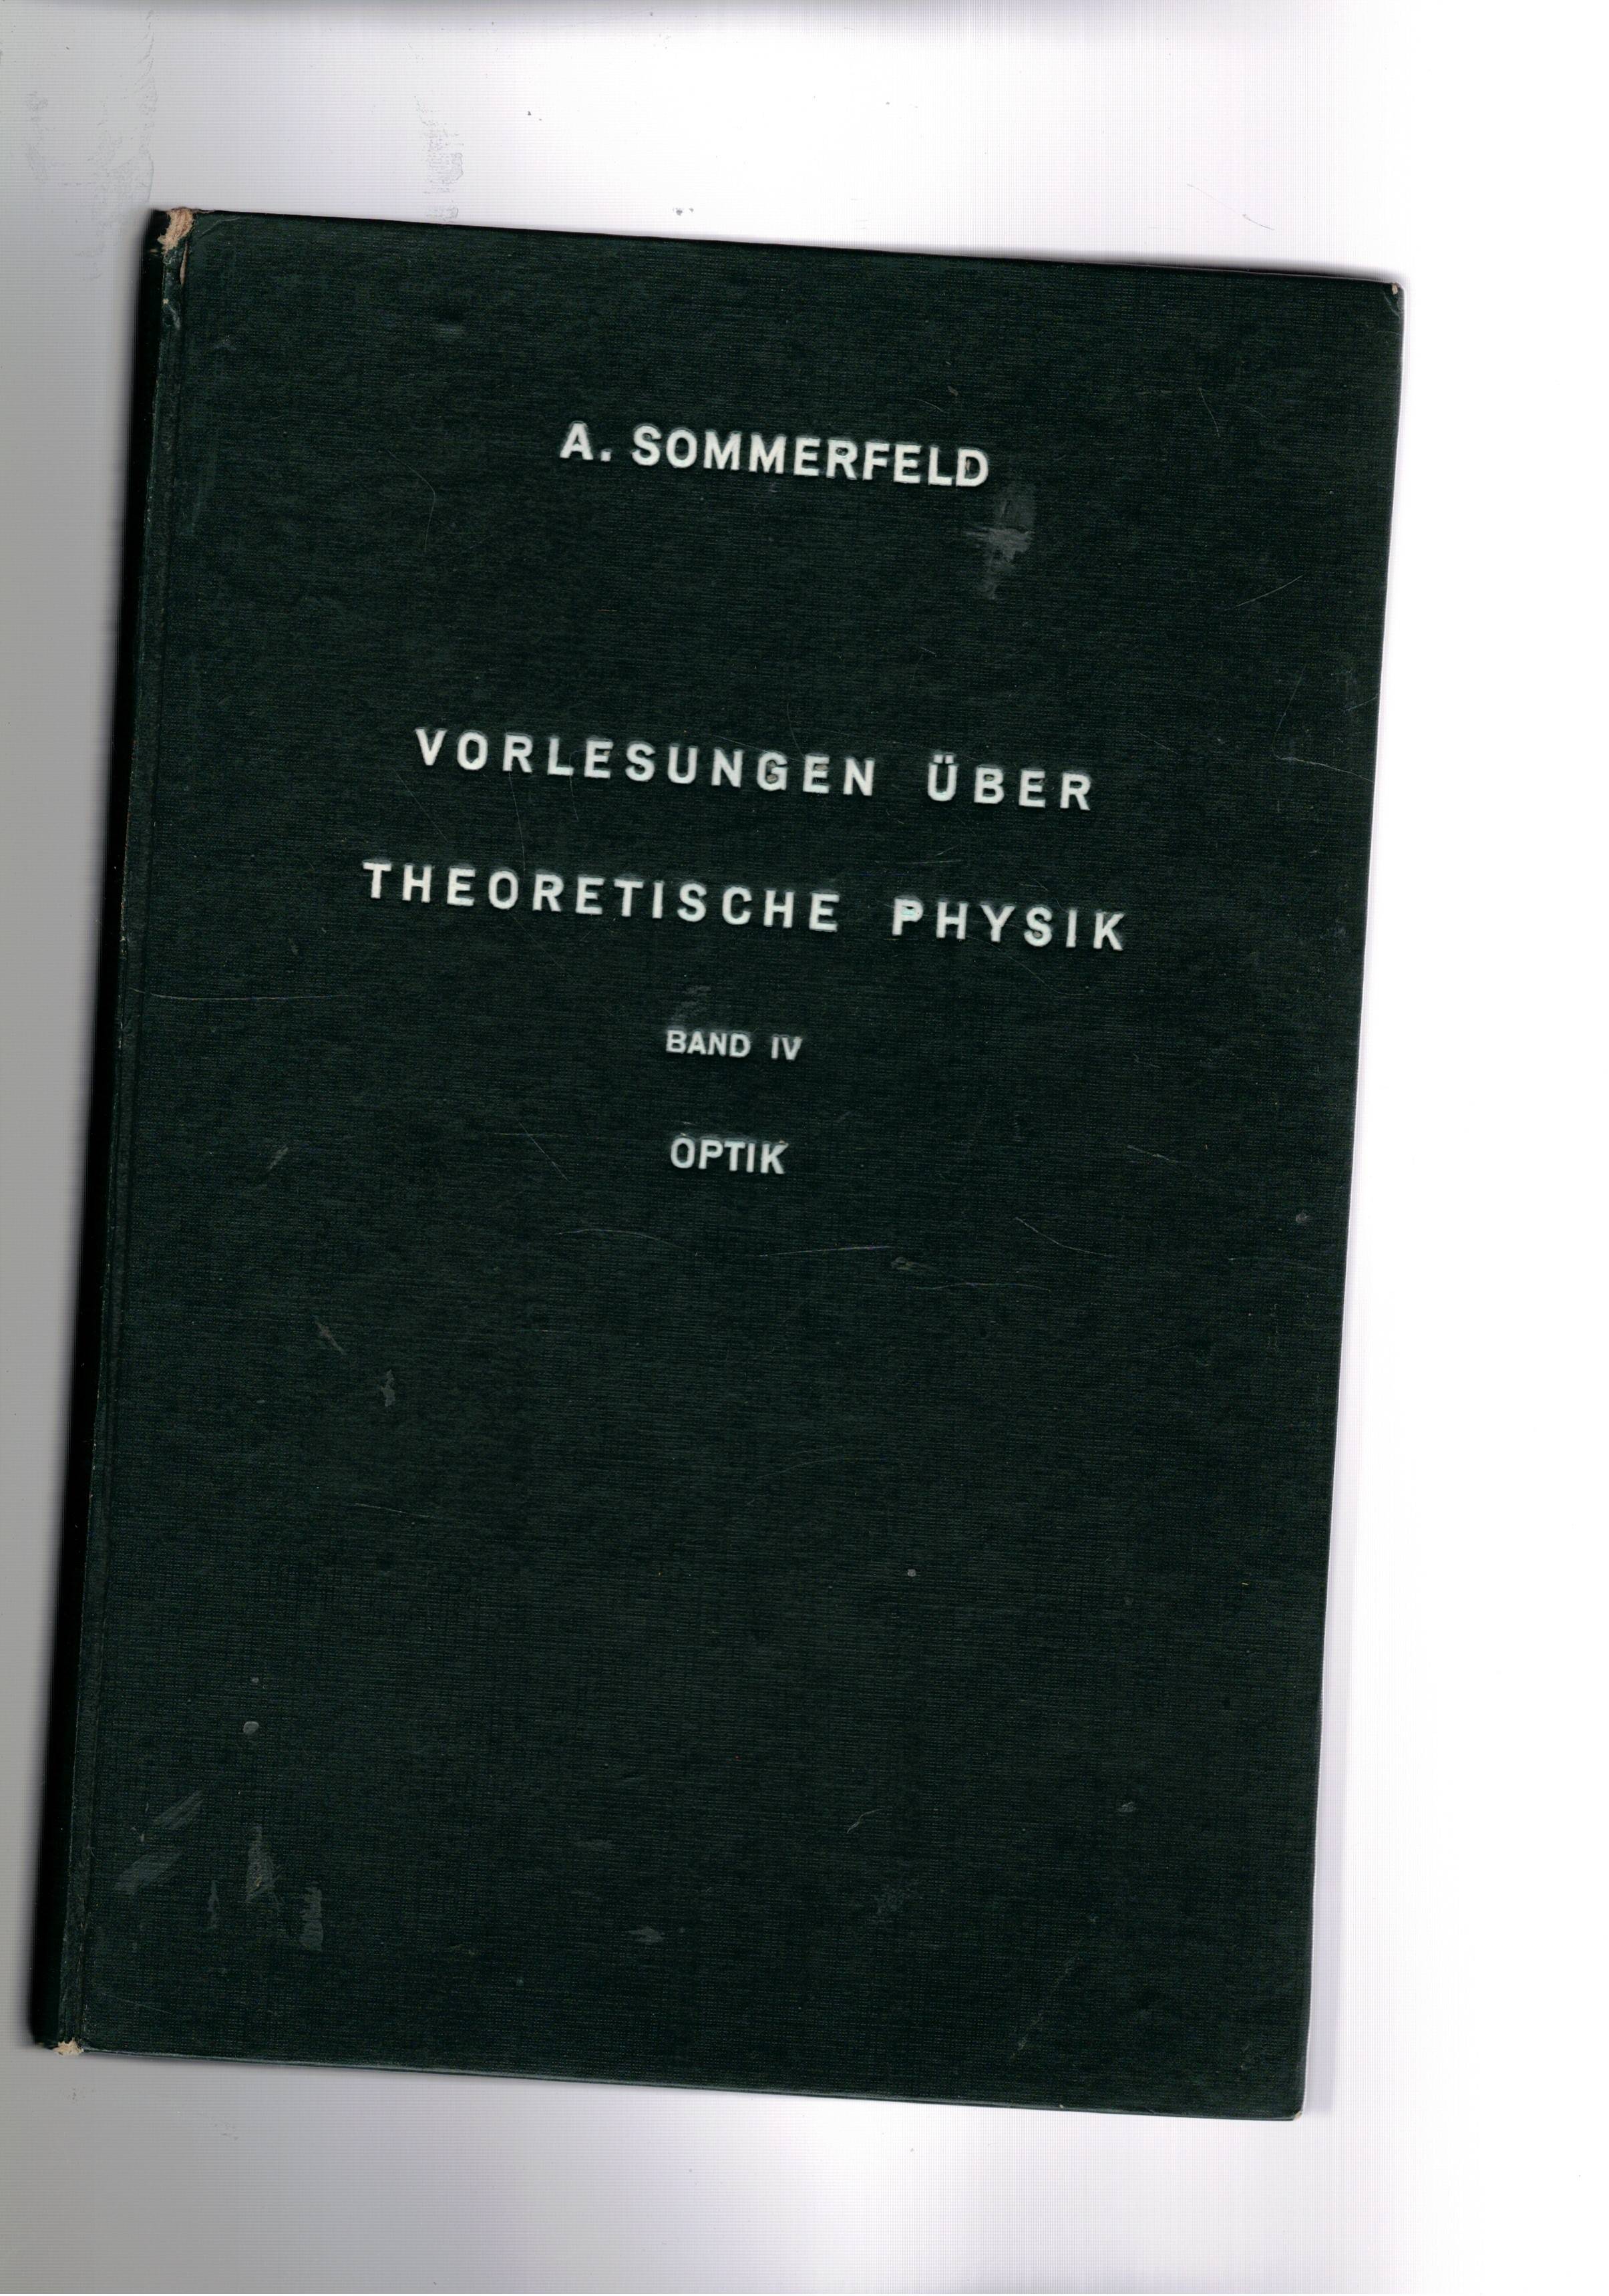 A. SOMMERFELD
VORLESUNGEN ÜBER
THEORETISCHE PHYSIK
BAND IV
OPTIK